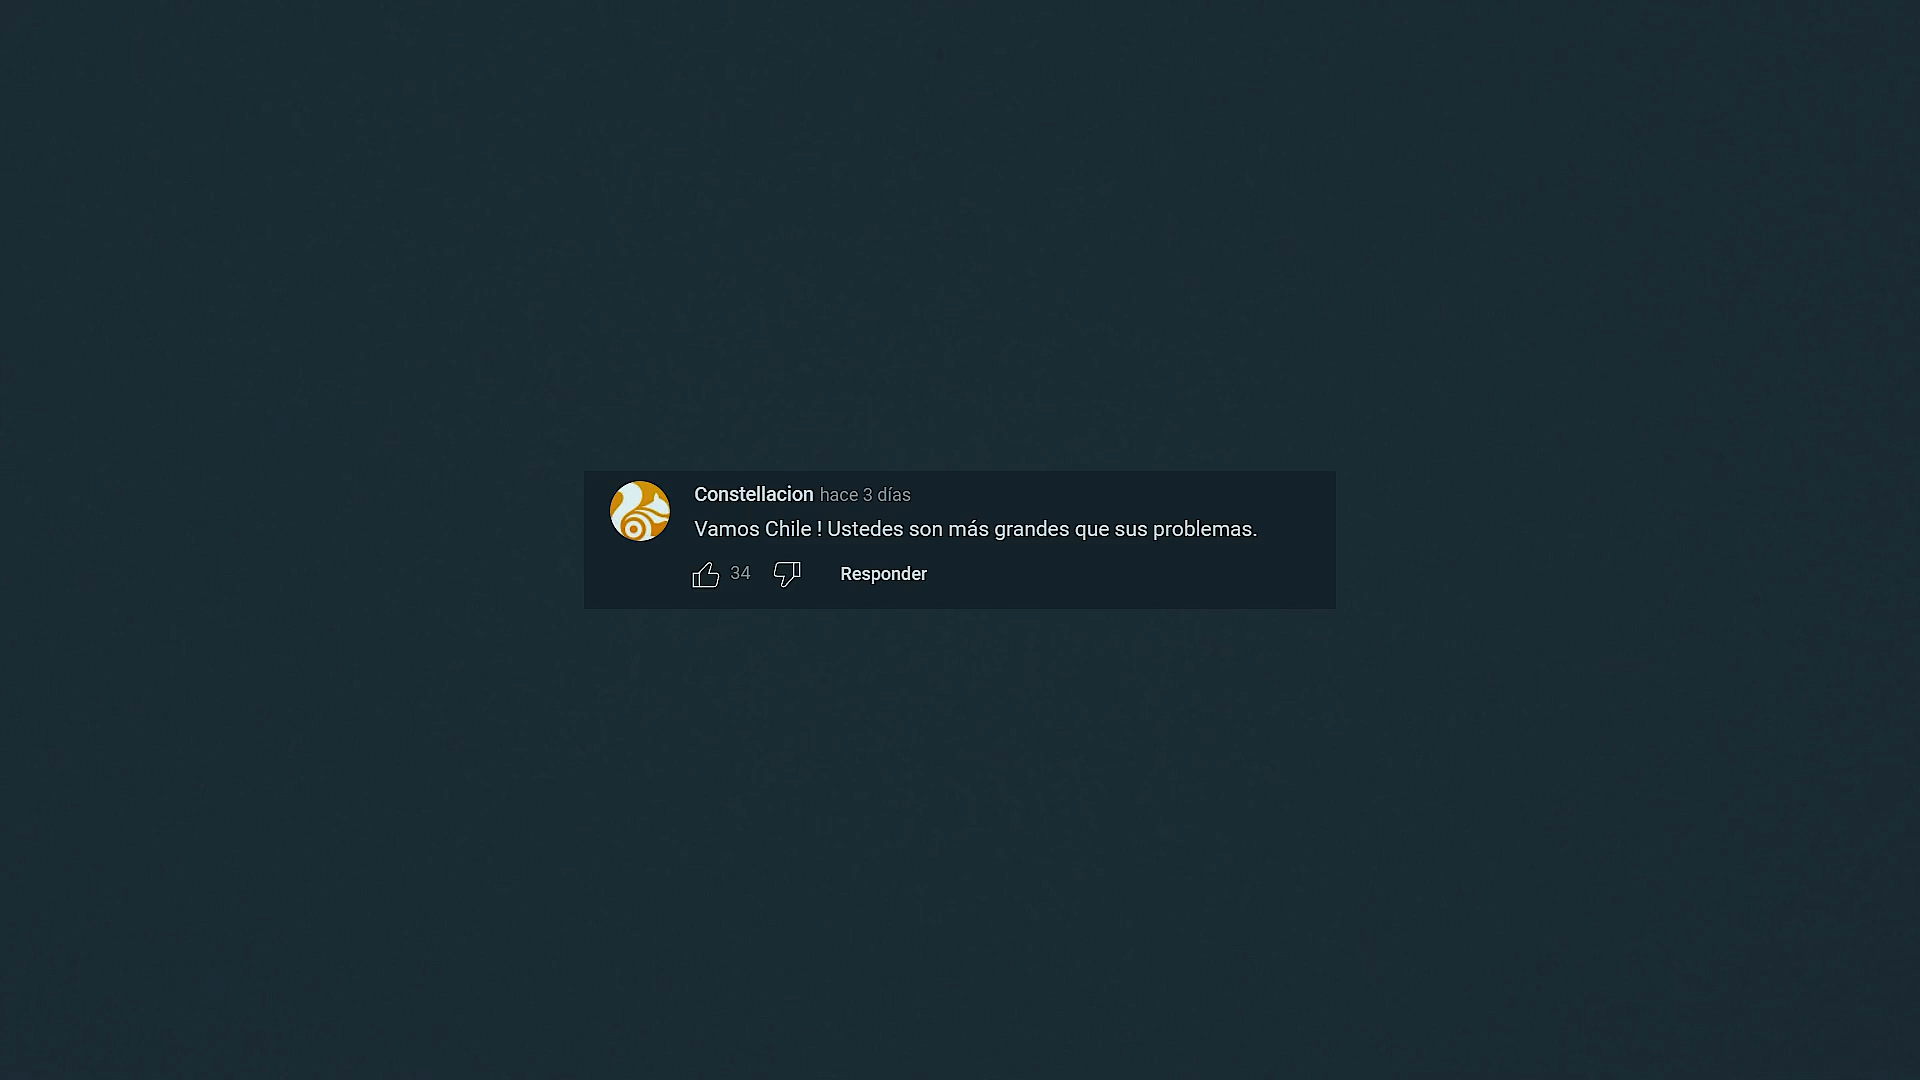 Constellacion hace 3 días
Vamos Chile ! Ustedes son más grandes que sus problemas.
34 Responder